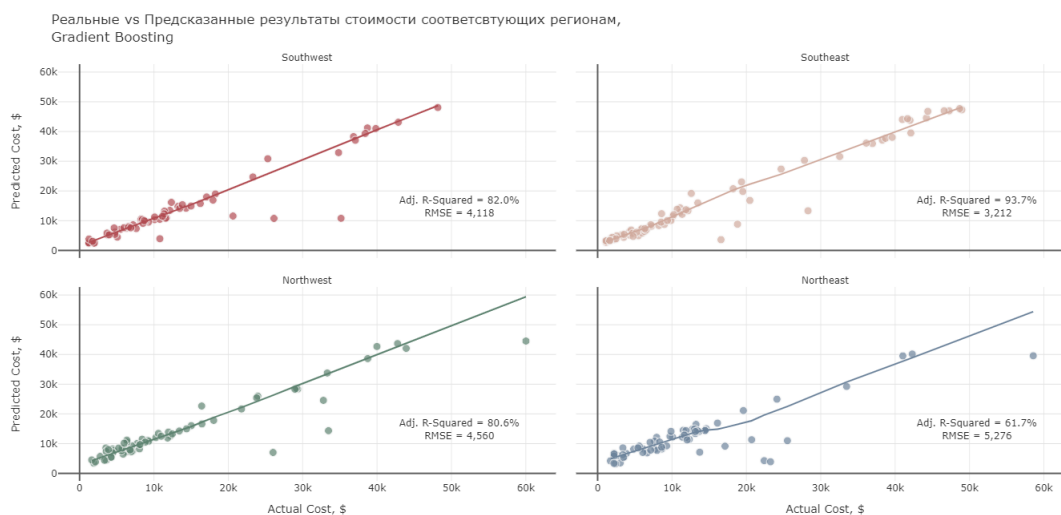 Реальные vs Предсказанные результаты стоимости соответсвтующих регионам,
Gradient Boosting
Southwest
Southeast
60k
50k
40k
30k
20k
10k
0
Predicted Cost, $
Adj. R-Squared = 82.0%
RMSE = 4,118
Adj. R-Squared = 93.7%
RMSE = 3,212
Northwest
Northeast
60k
50k
40k
30k
20k
10k
0
Predicted Cost, $
Adj. R-Squared = 80.6%
RMSE = 4,560
Adj. R-Squared = 61.7%
RMSE = 5,276
0 10k 20k 30k 40k 50k 60k
0 10k 20k 30k 40k 50k 60k
Actual Cost, $
Actual Cost, $